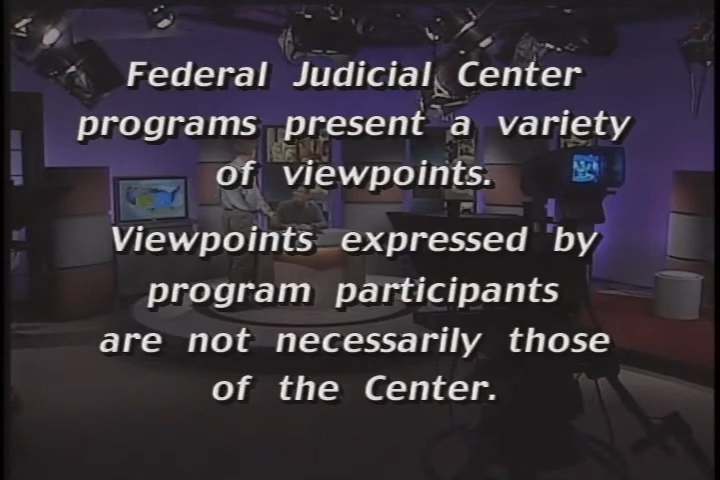 Federal Judicial Center
programs present a variety
of viewpoints.
Viewpoints expressed by
program participants
are not necessarily those
of the Center.